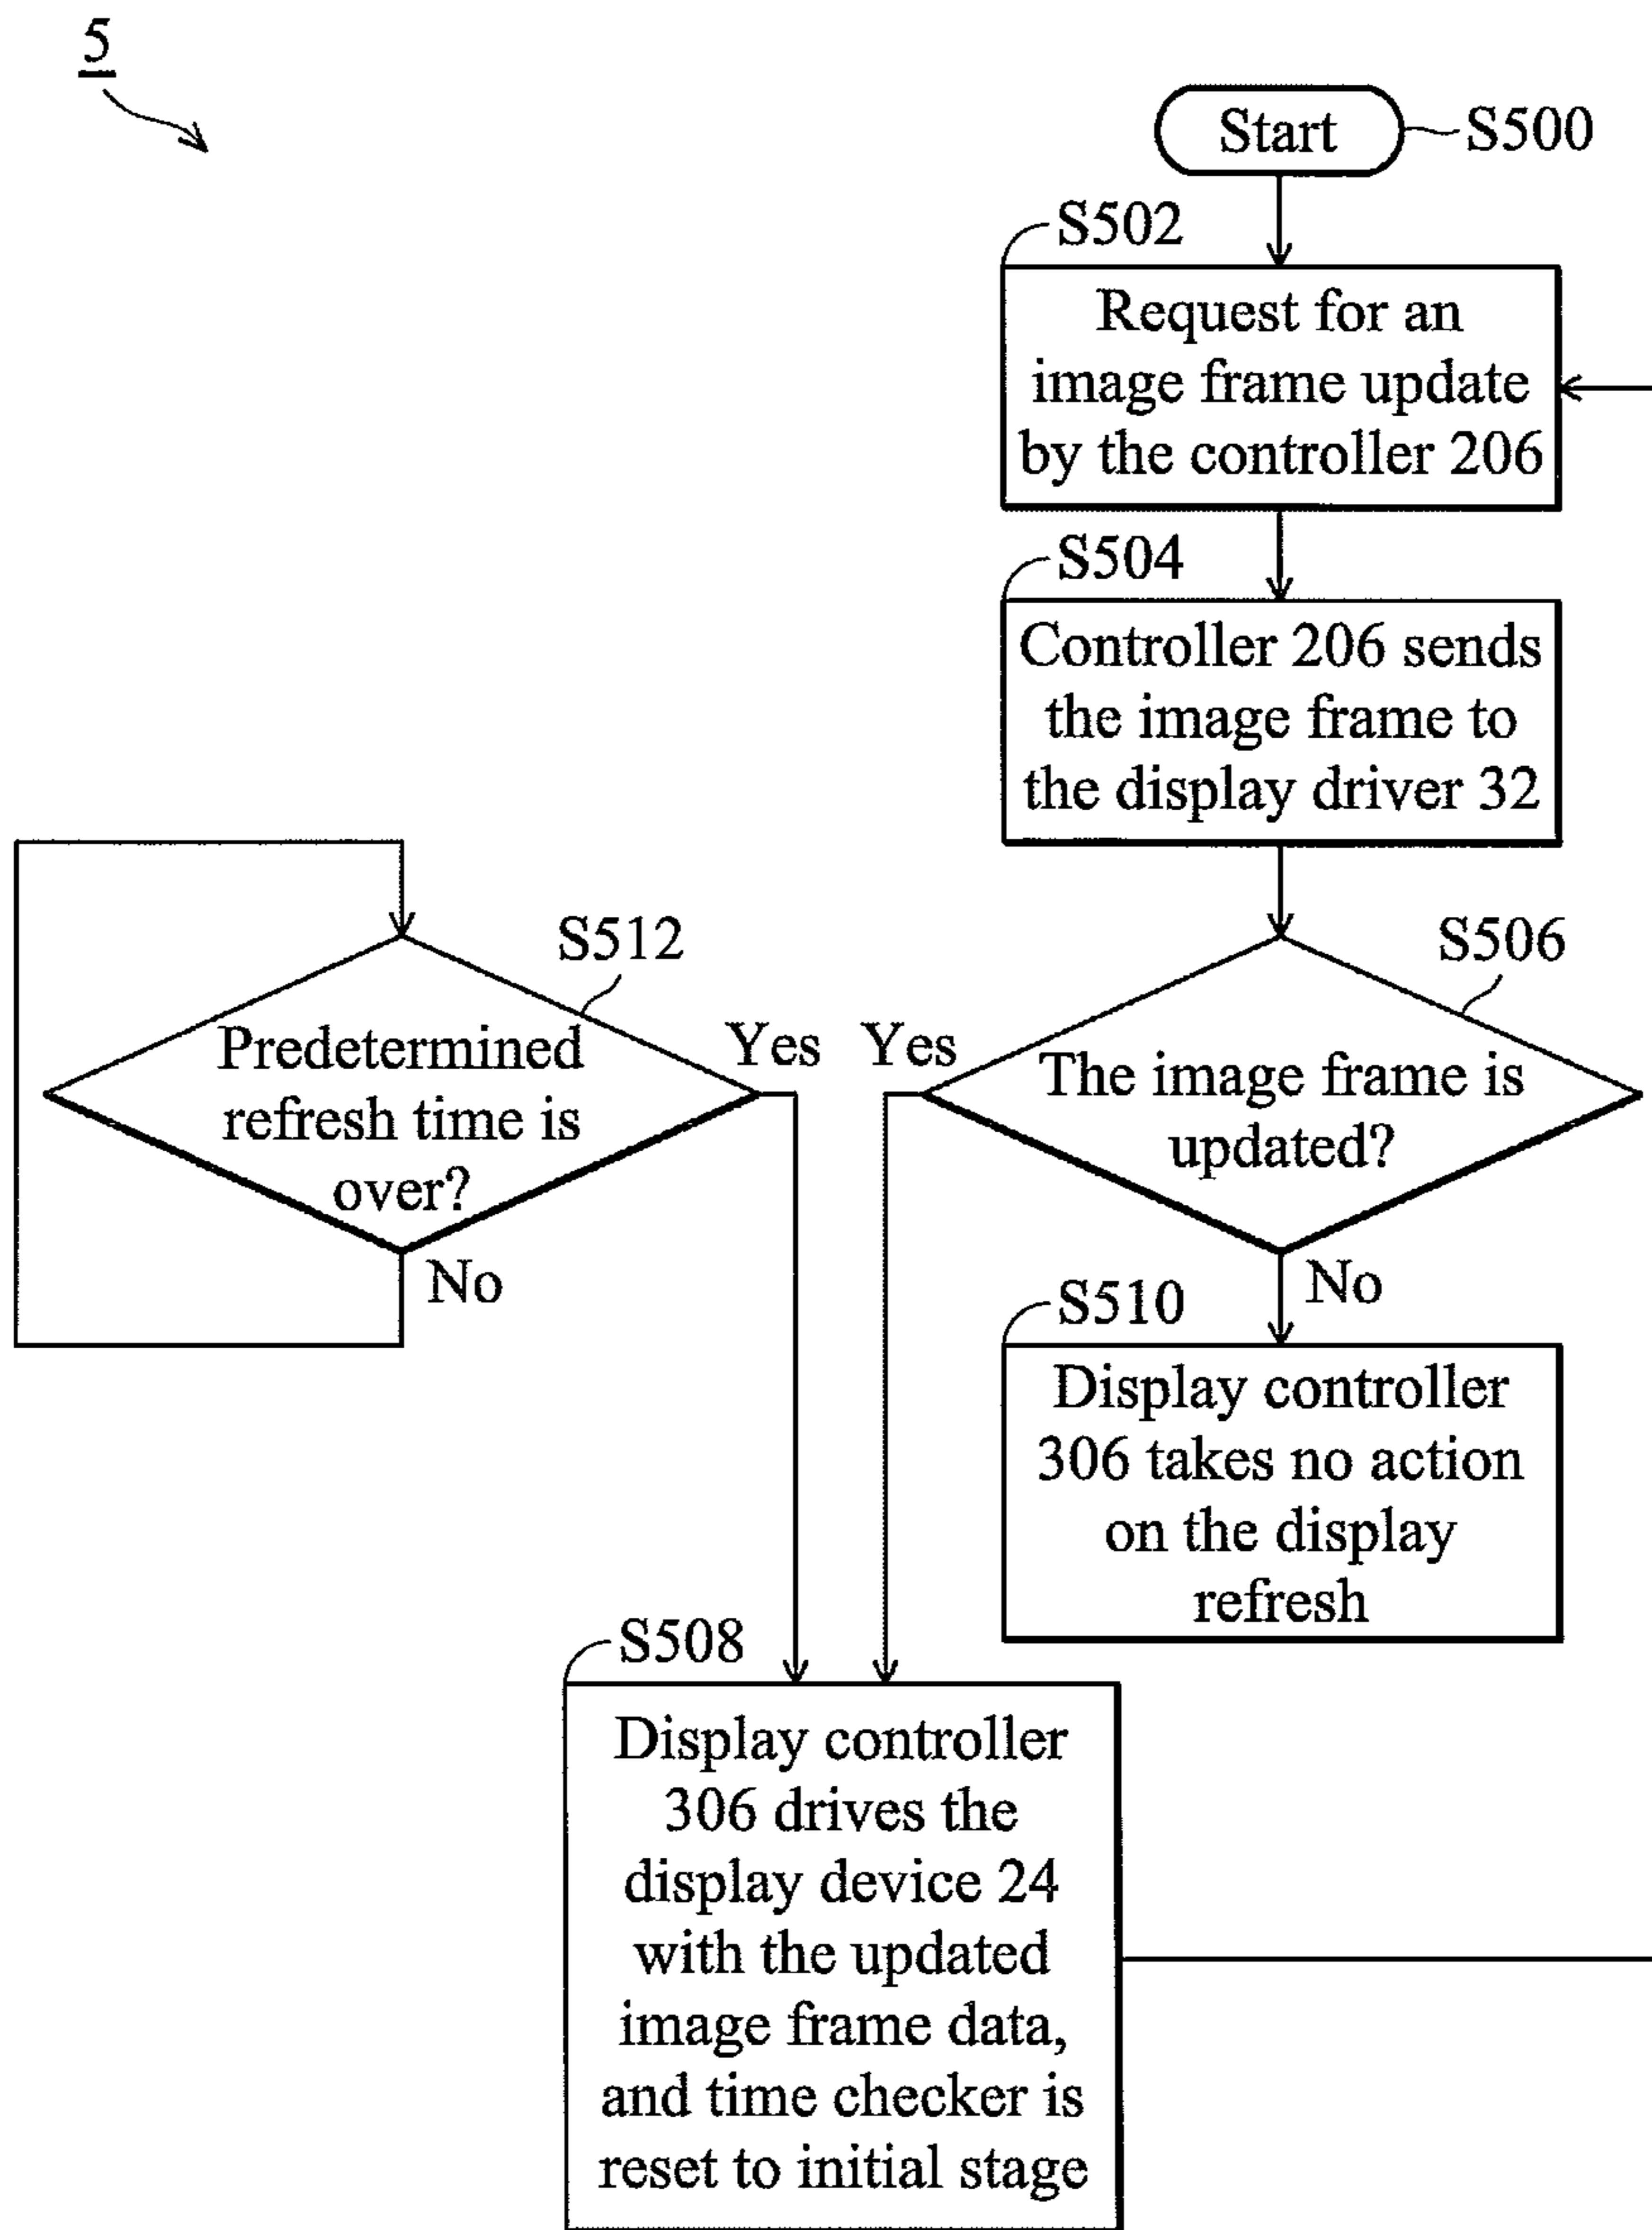 5
Start
S500
S502
Request for an
image frame update
by the controller 206
S504
Controller 206 sends
the image frame to
the display driver 32
S512
Predetermined
refresh time is
over?
Yes
No
S506
The image frame is
updated?
Yes
No
S510
Display controller
306 takes no action
on the display
refresh
S508
Display controller
306 drives the
display device 24
with the updated
image frame data,
and time checker is
reset to initial stage